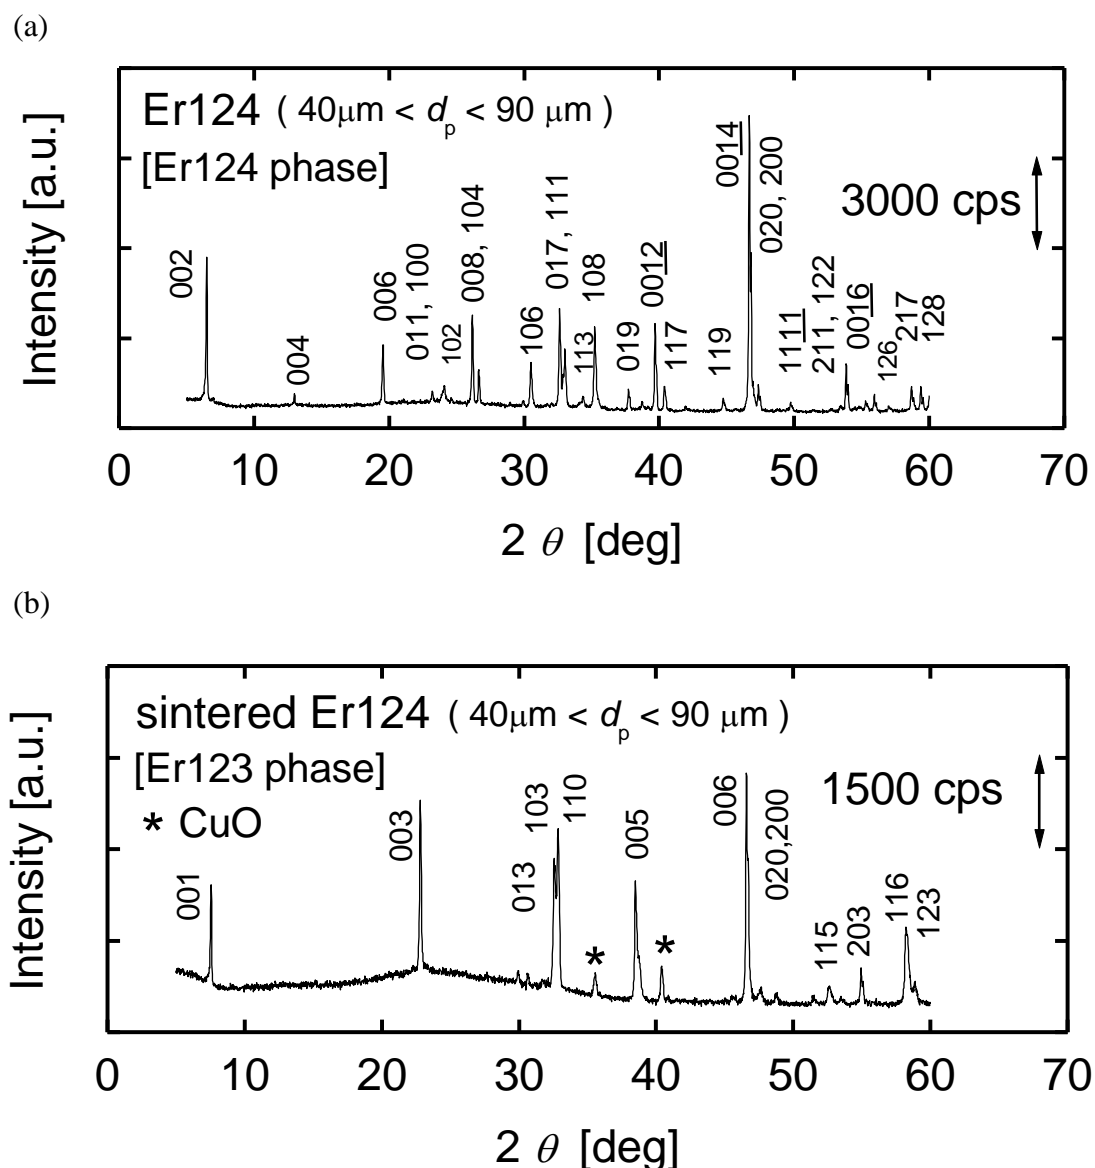 (a)
Er124 ( 40μm < dp < 90 μm )
[Er124 phase]
3000 cps
Intensity [a.u.]
002
004
006
011, 100
102
008, 104
106
017, 111
113
108
019
0012
117
119
0014
020, 200
1111
211, 122
0016
126
217
128
0 10 20 30 40 50 60 70
2 θ [deg]
(b)
sintered Er124 ( 40μm < dp < 90 μm )
[Er123 phase]
* CuO
1500 cps
Intensity [a.u.]
001
003
013
103
110
*
005
*
006
020,200
115
203
116
123
0 10 20 30 40 50 60 70
2 θ [deg]